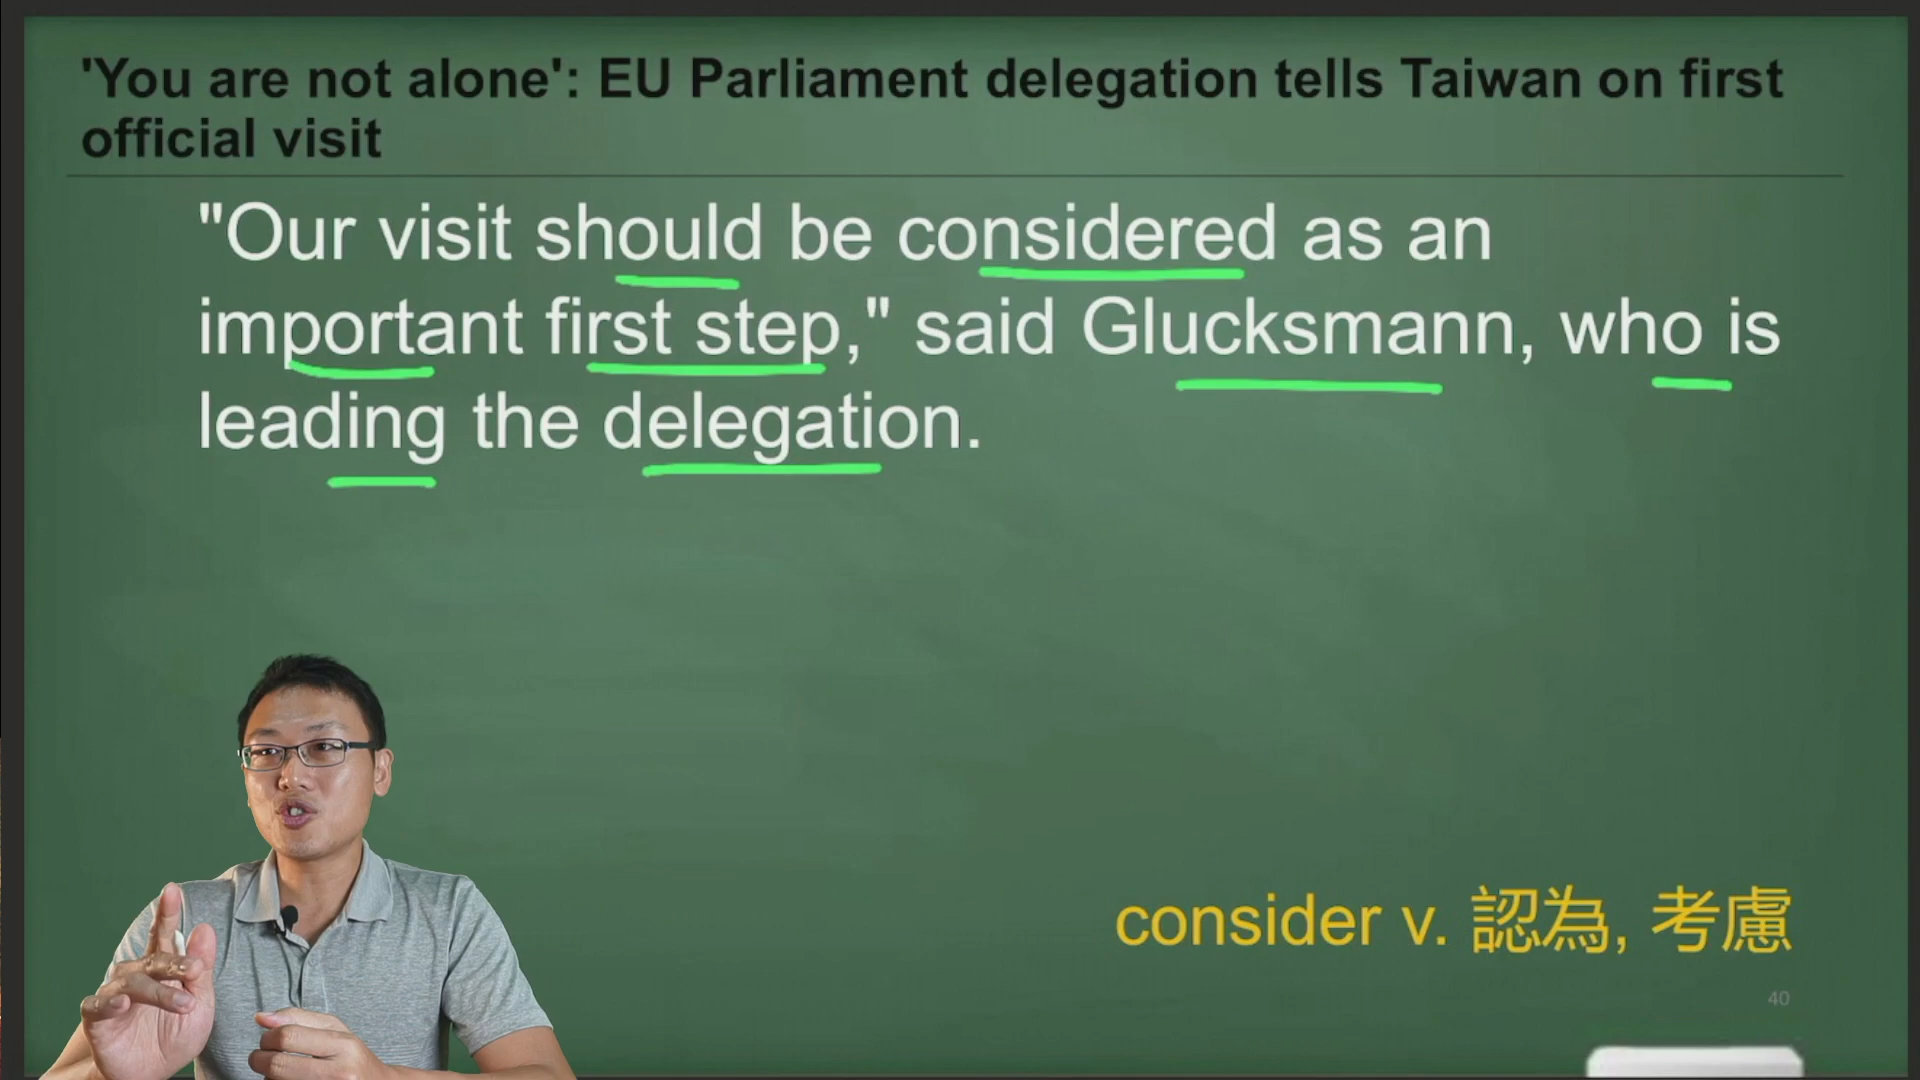 'You are not alone': EU Parliament delegation tells Taiwan on first
official visit
"Our visit should be considered as an
important first step," said Glucksmann, who is
leading the delegation.
consider v. 認為, 考慮
40